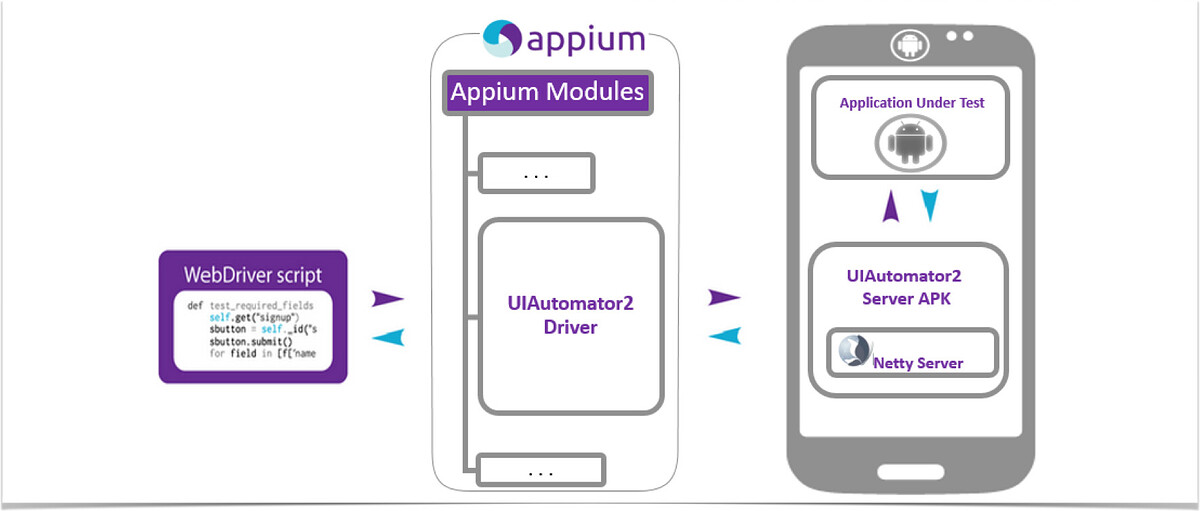 appium
Appium Modules
. . .
UIAutomator2
Driver
. . .
WebDriver script
def test_required_fields
self.get("signup")
sbutton = self._id("s
sbutton.submit()
for field in [f['name
Application Under Test
UIAutomator2
Server APK
Netty Server